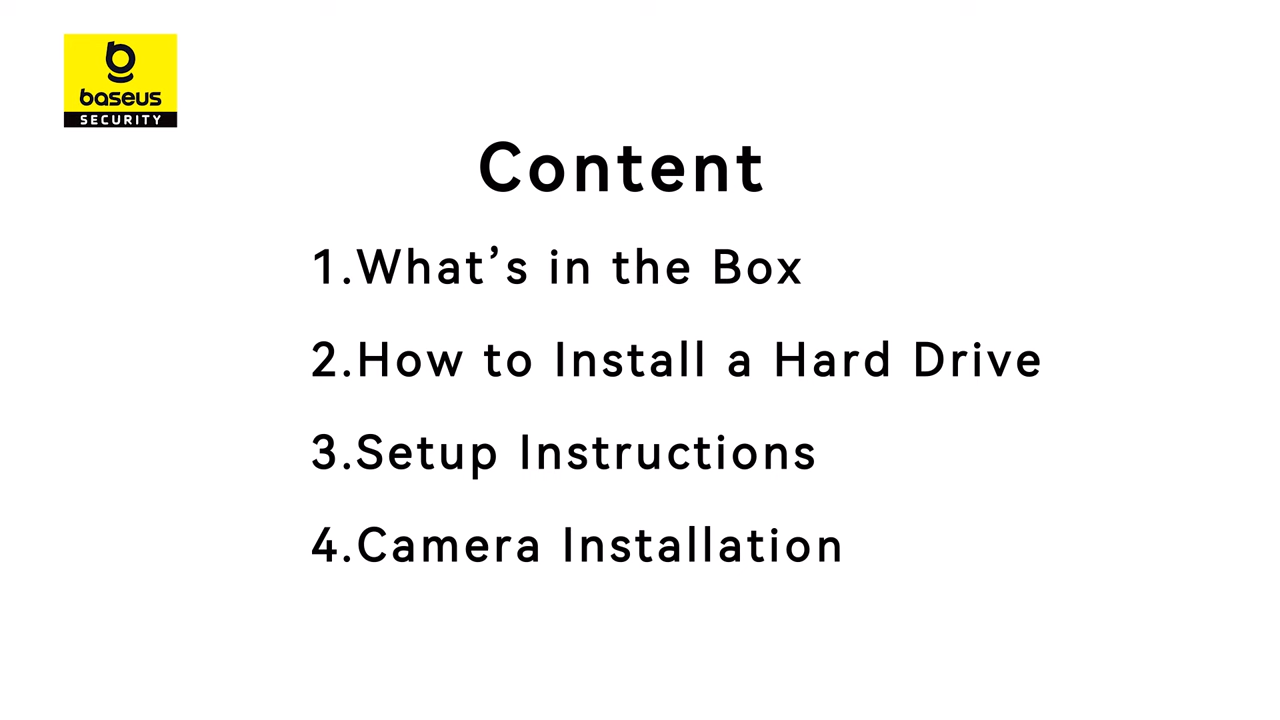 baseus
SECURITY
Content
1.What’s in the Box
2.How to Install a Hard Drive
3.Setup Instructions
4.Camera Installation